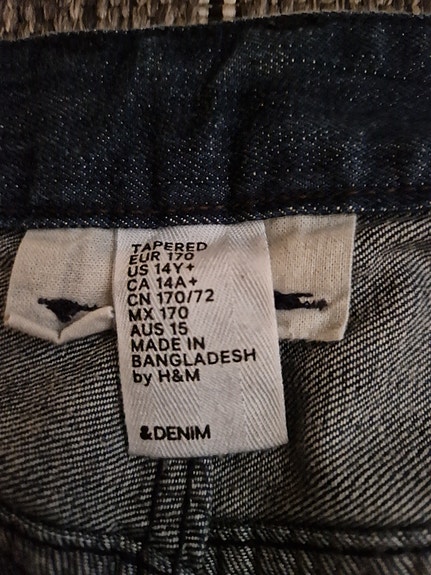 TAPERED
EUR 170
US 14Y+
CA 14A+
CN 170/72
MX 170
AUS 15
MADE IN
BANGLADESH
by H&M
&DENIM